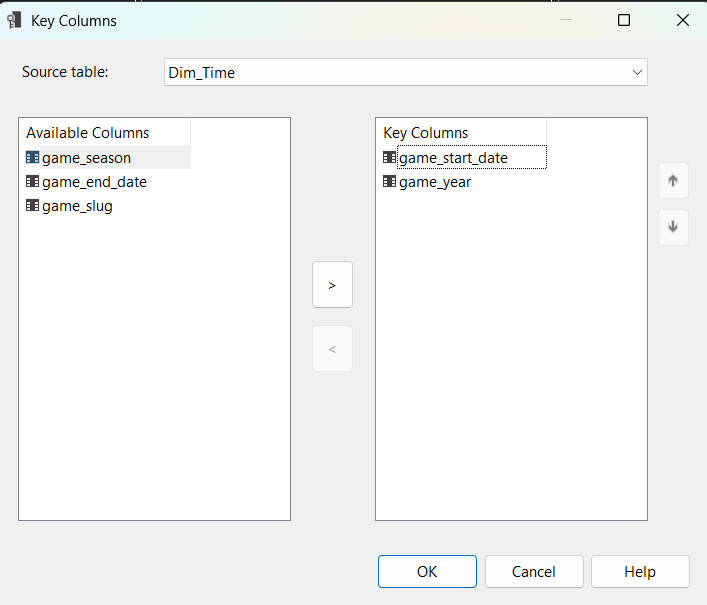 Key Columns
Source table:
Dim_Time
Available Columns
game_season
game_end_date
game_slug
>
<
Key Columns
game_start_date
game_year
OK
Cancel
Help